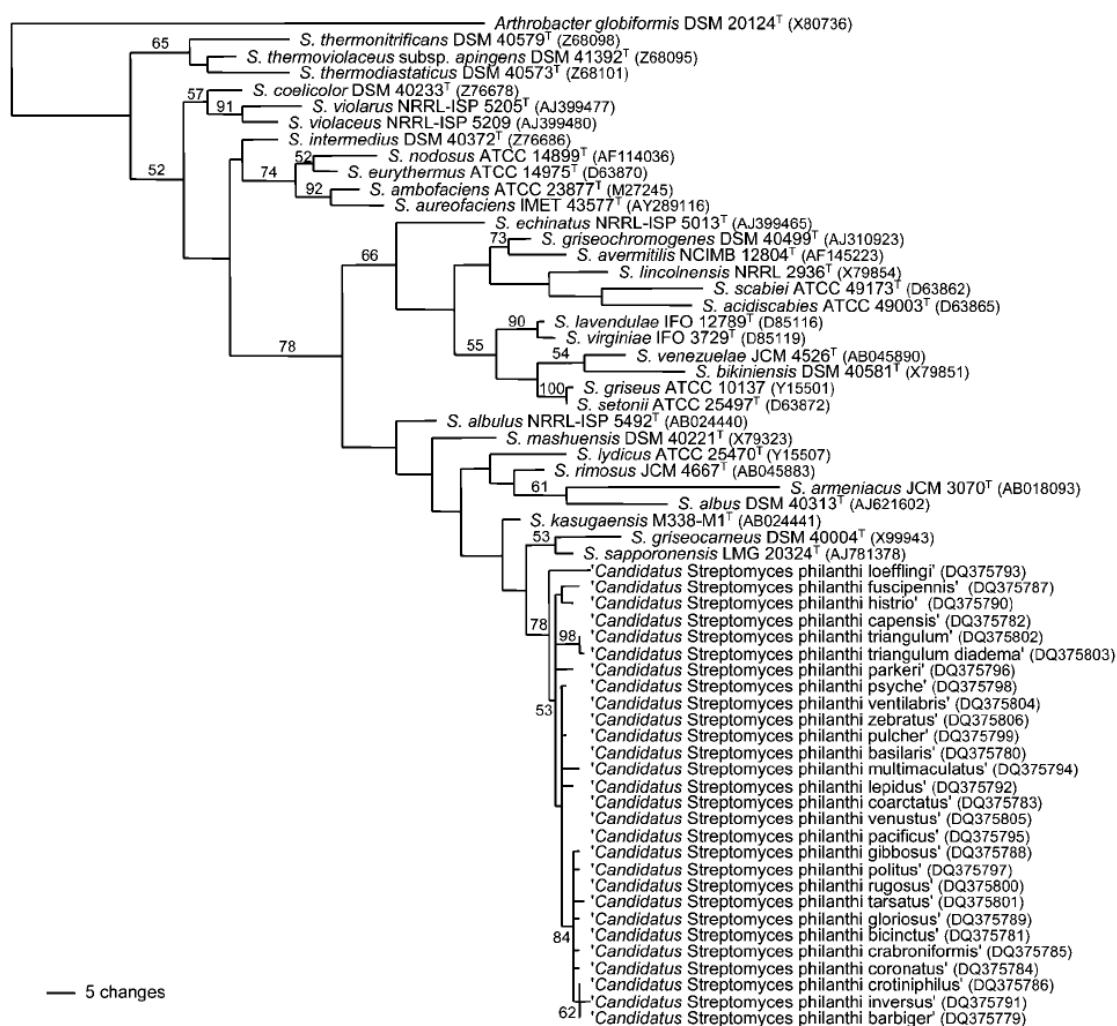 Arthrobacter globiformis DSM 20124ᵀ (X80736)
65
S. thermonitrificans DSM 40579ᵀ (Z68098)
S. thermoviolaceus subsp. apingens DSM 41392ᵀ (Z68095)
S. thermodiastaticus DSM 40573ᵀ (Z68101)
57
S. coelicolor DSM 40233ᵀ (Z76678)
91
S. violarus NRRL-ISP 5205ᵀ (AJ399477)
S. violaceus NRRL-ISP 5209 (AJ399480)
S. intermedius DSM 40372ᵀ (Z76686)
52
S. nodosus ATCC 14899ᵀ (AF114036)
52
74
S. eurythermus ATCC 14975ᵀ (D63870)
92
S. ambofaciens ATCC 23877ᵀ (M27245)
S. aureofaciens IMET 43577ᵀ (AY289116)
S. echinatus NRRL-ISP 5013ᵀ (AJ399465)
73
S. griseochromogenes DSM 40499ᵀ (AJ310923)
66
S. avermitilis NCIMB 12804ᵀ (AF145223)
S. lincolnensis NRRL 2936ᵀ (X79854)
S. scabiei ATCC 49173ᵀ (D63862)
S. acidiscabies ATCC 49003ᵀ (D63865)
90
S. lavendulae IFO 12789ᵀ (D85116)
S. virginiae IFO 3729ᵀ (D85119)
78
55
54
S. venezuelae JCM 4526ᵀ (AB045890)
S. bikiniensis DSM 40581ᵀ (X79851)
100
S. griseus ATCC 10137 (Y15501)
S. setonii ATCC 25497ᵀ (D63872)
S. albulus NRRL-ISP 5492ᵀ (AB024440)
S. mashuensis DSM 40221ᵀ (X79323)
S. lydicus ATCC 25470ᵀ (Y15507)
S. rimosus JCM 4667ᵀ (AB045883)
61
S. armeniacus JCM 3070ᵀ (AB018093)
S. albus DSM 40313ᵀ (AJ621602)
S. kasugaensis M338-M1ᵀ (AB024441)
53
S. griseocarneus DSM 40004ᵀ (X99943)
S. sapporonensis LMG 20324ᵀ (AJ781378)
'Candidatus Streptomyces philanthi loefflingi' (DQ375793)
'Candidatus Streptomyces philanthi fuscipennis' (DQ375787)
'Candidatus Streptomyces philanthi histrio' (DQ375790)
'Candidatus Streptomyces philanthi capensis' (DQ375782)
78
98
'Candidatus Streptomyces philanthi triangulum' (DQ375802)
'Candidatus Streptomyces philanthi triangulum diadema' (DQ375803)
'Candidatus Streptomyces philanthi parkeri' (DQ375796)
'Candidatus Streptomyces philanthi psyche' (DQ375798)
53
'Candidatus Streptomyces philanthi ventilabris' (DQ375804)
'Candidatus Streptomyces philanthi zebratus' (DQ375806)
'Candidatus Streptomyces philanthi pulcher' (DQ375799)
'Candidatus Streptomyces philanthi basilaris' (DQ375780)
'Candidatus Streptomyces philanthi multimaculatus' (DQ375794)
'Candidatus Streptomyces philanthi lepidus' (DQ375792)
'Candidatus Streptomyces philanthi coarctatus' (DQ375783)
'Candidatus Streptomyces philanthi venustus' (DQ375805)
'Candidatus Streptomyces philanthi pacificus' (DQ375795)
'Candidatus Streptomyces philanthi gibbosus' (DQ375788)
'Candidatus Streptomyces philanthi politus' (DQ375797)
'Candidatus Streptomyces philanthi rugosus' (DQ375800)
'Candidatus Streptomyces philanthi tarsatus' (DQ375801)
'Candidatus Streptomyces philanthi gloriosus' (DQ375789)
84
'Candidatus Streptomyces philanthi bicinctus' (DQ375781)
'Candidatus Streptomyces philanthi crabroniformis' (DQ375785)
'Candidatus Streptomyces philanthi coronatus' (DQ375784)
'Candidatus Streptomyces philanthi crotiniphilus' (DQ375786)
'Candidatus Streptomyces philanthi inversus' (DQ375791)
62
'Candidatus Streptomyces philanthi barbiger' (DQ375779)
5 changes